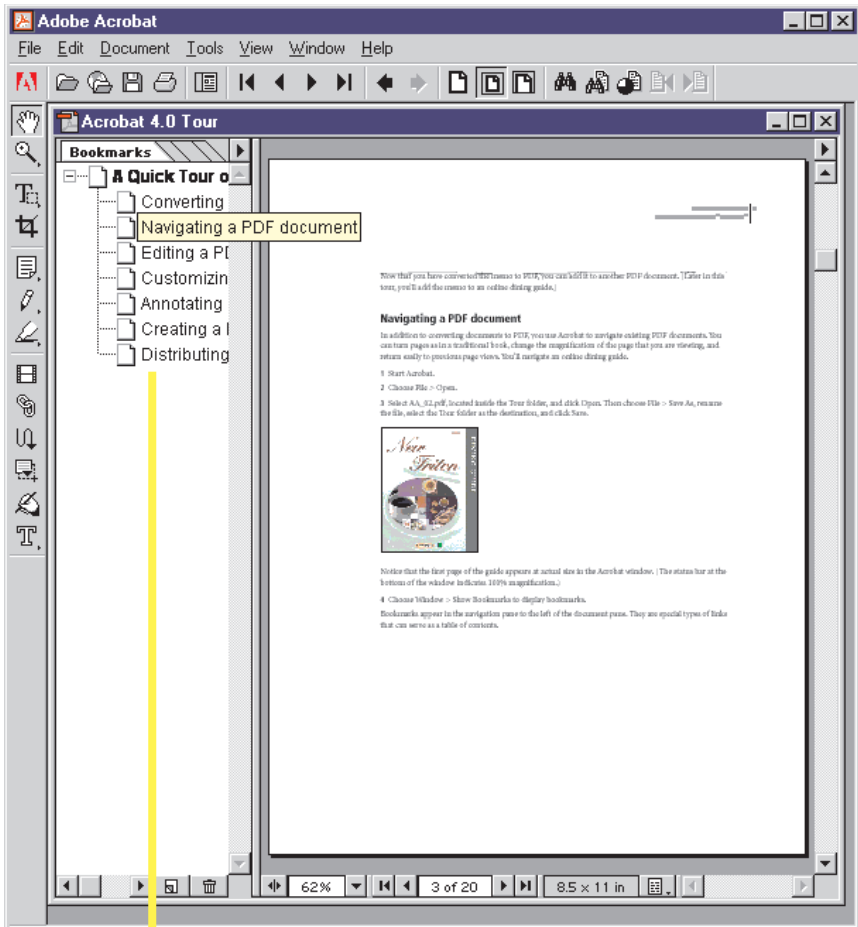 Adobe Acrobat
File Edit Document Tools View Window Help
Acrobat 4.0 Tour
Bookmarks
A Quick Tour o
Converting
Navigating a PDF document
Editing a P
Customizin
Annotating
Creating a
Distributing
Now that you have converted the memo to PDF, you can add it to another PDF document. (Later in this
tour, you'll add the memo to an online dining guide.)
Navigating a PDF document
In addition to converting documents to PDF, you use Acrobat to navigate existing PDF documents. You
can turn pages as in a traditional book, change the magnification of the page that you are viewing, and
return easily to previous page views. You'll navigate an online dining guide.
1 Start Acrobat.
2 Choose File > Open.
3 Select AA_02.pdf, located inside the Tour folder, and click Open. Then choose File > Save As, rename
the file, select the Tour folder as the destination, and click Save.
New
Triton
DINING GUIDE
Notice that the first page of the guide appears at actual size in the Acrobat window. (The status bar at the
bottom of the window indicates 100% magnification.)
4 Choose Window > Show Bookmarks to display bookmarks.
Bookmarks appear in the navigation pane to the left of the document pane. They are special types of links
that can serve as a table of contents.
62% 3 of 20 8.5 x 11 in